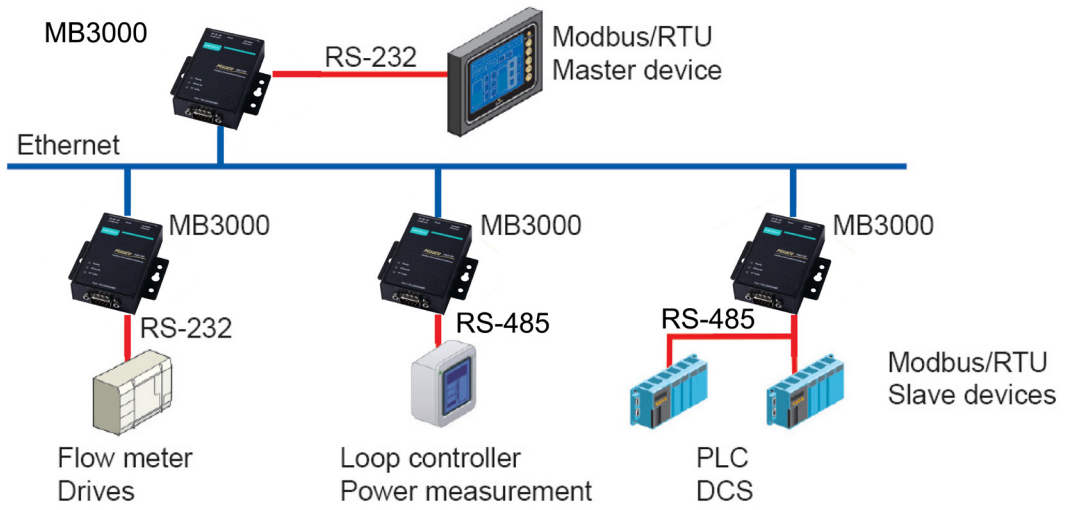 MB3000
RS-232
Modbus/RTU
Master device
Ethernet
MB3000
MB3000
MB3000
RS-232
RS-485
RS-485
Modbus/RTU
Slave devices
Flow meter
Drives
Loop controller
Power measurement
PLC
DCS